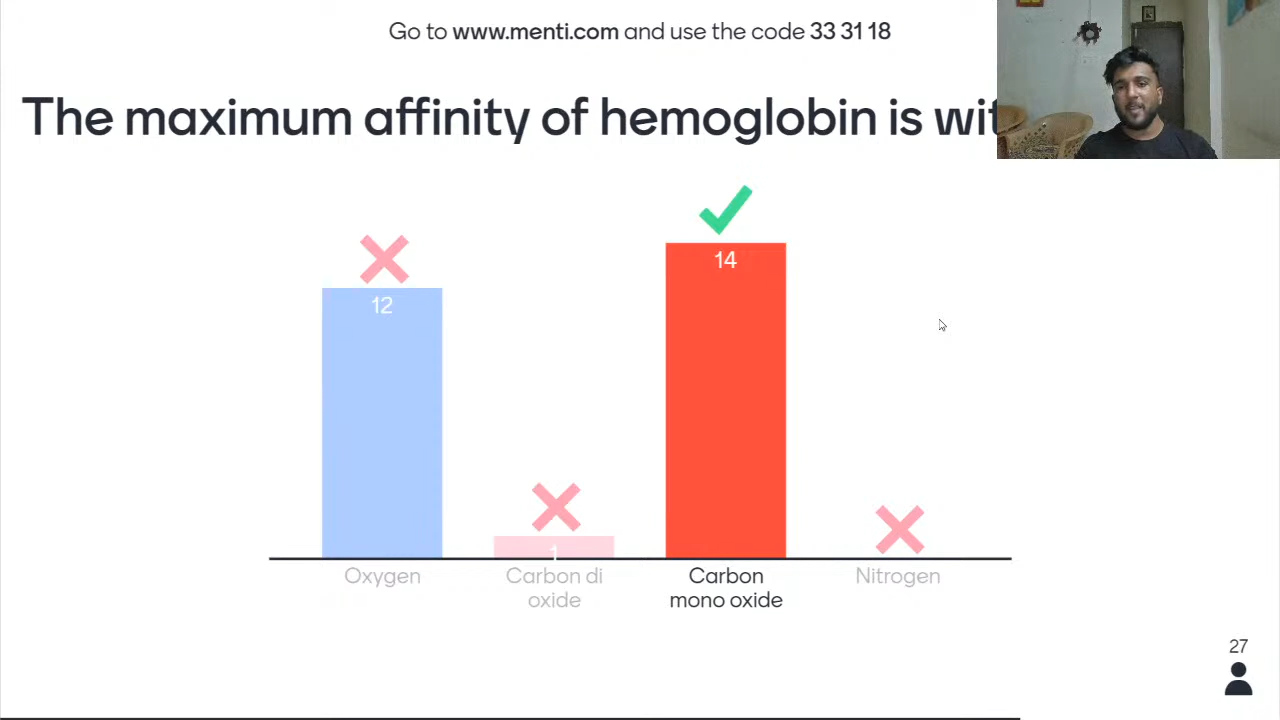 Go to www.menti.com and use the code 33 31 18
The maximum affinity of hemoglobin is wit
12
1
14
Oxygen
Carbon di
oxide
Carbon
mono oxide
Nitrogen
27